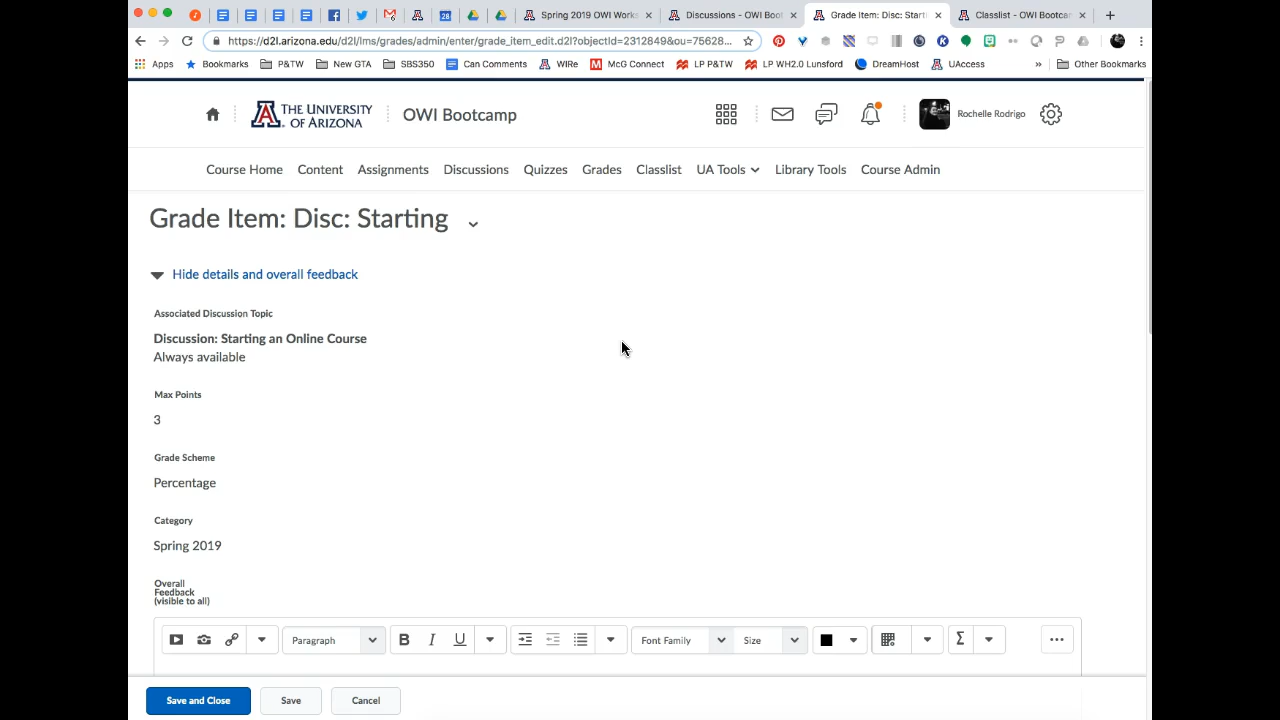 Spring 2019 OWI Works
Discussions - OWI Boot
Grade Item: Disc: Starti
Classlist - OWI Bootcam
https://d2l.arizona.edu/d2l/lms/grades/admin/enter/grade_item_edit.d2l?objectId=2312849&ou=75628...
Apps
Bookmarks
P&TW
New GTA
SBS350
Can Comments
WIRe
McG Connect
LP P&TW
LP WH2.0 Lunsford
DreamHost
UAccess
»
Other Bookmarks
THE UNIVERSITY
OF ARIZONA
OWI Bootcamp
Rochelle Rodrigo
Course Home
Content
Assignments
Discussions
Quizzes
Grades
Classlist
UA Tools
Library Tools
Course Admin
Grade Item: Disc: Starting
Hide details and overall feedback
Associated Discussion Topic
Discussion: Starting an Online Course
Always available
Max Points
3
Grade Scheme
Percentage
Category
Spring 2019
Overall
Feedback
(visible to all)
Paragraph
B
I
U
Font Family
Size
Σ
...
Save and Close
Save
Cancel